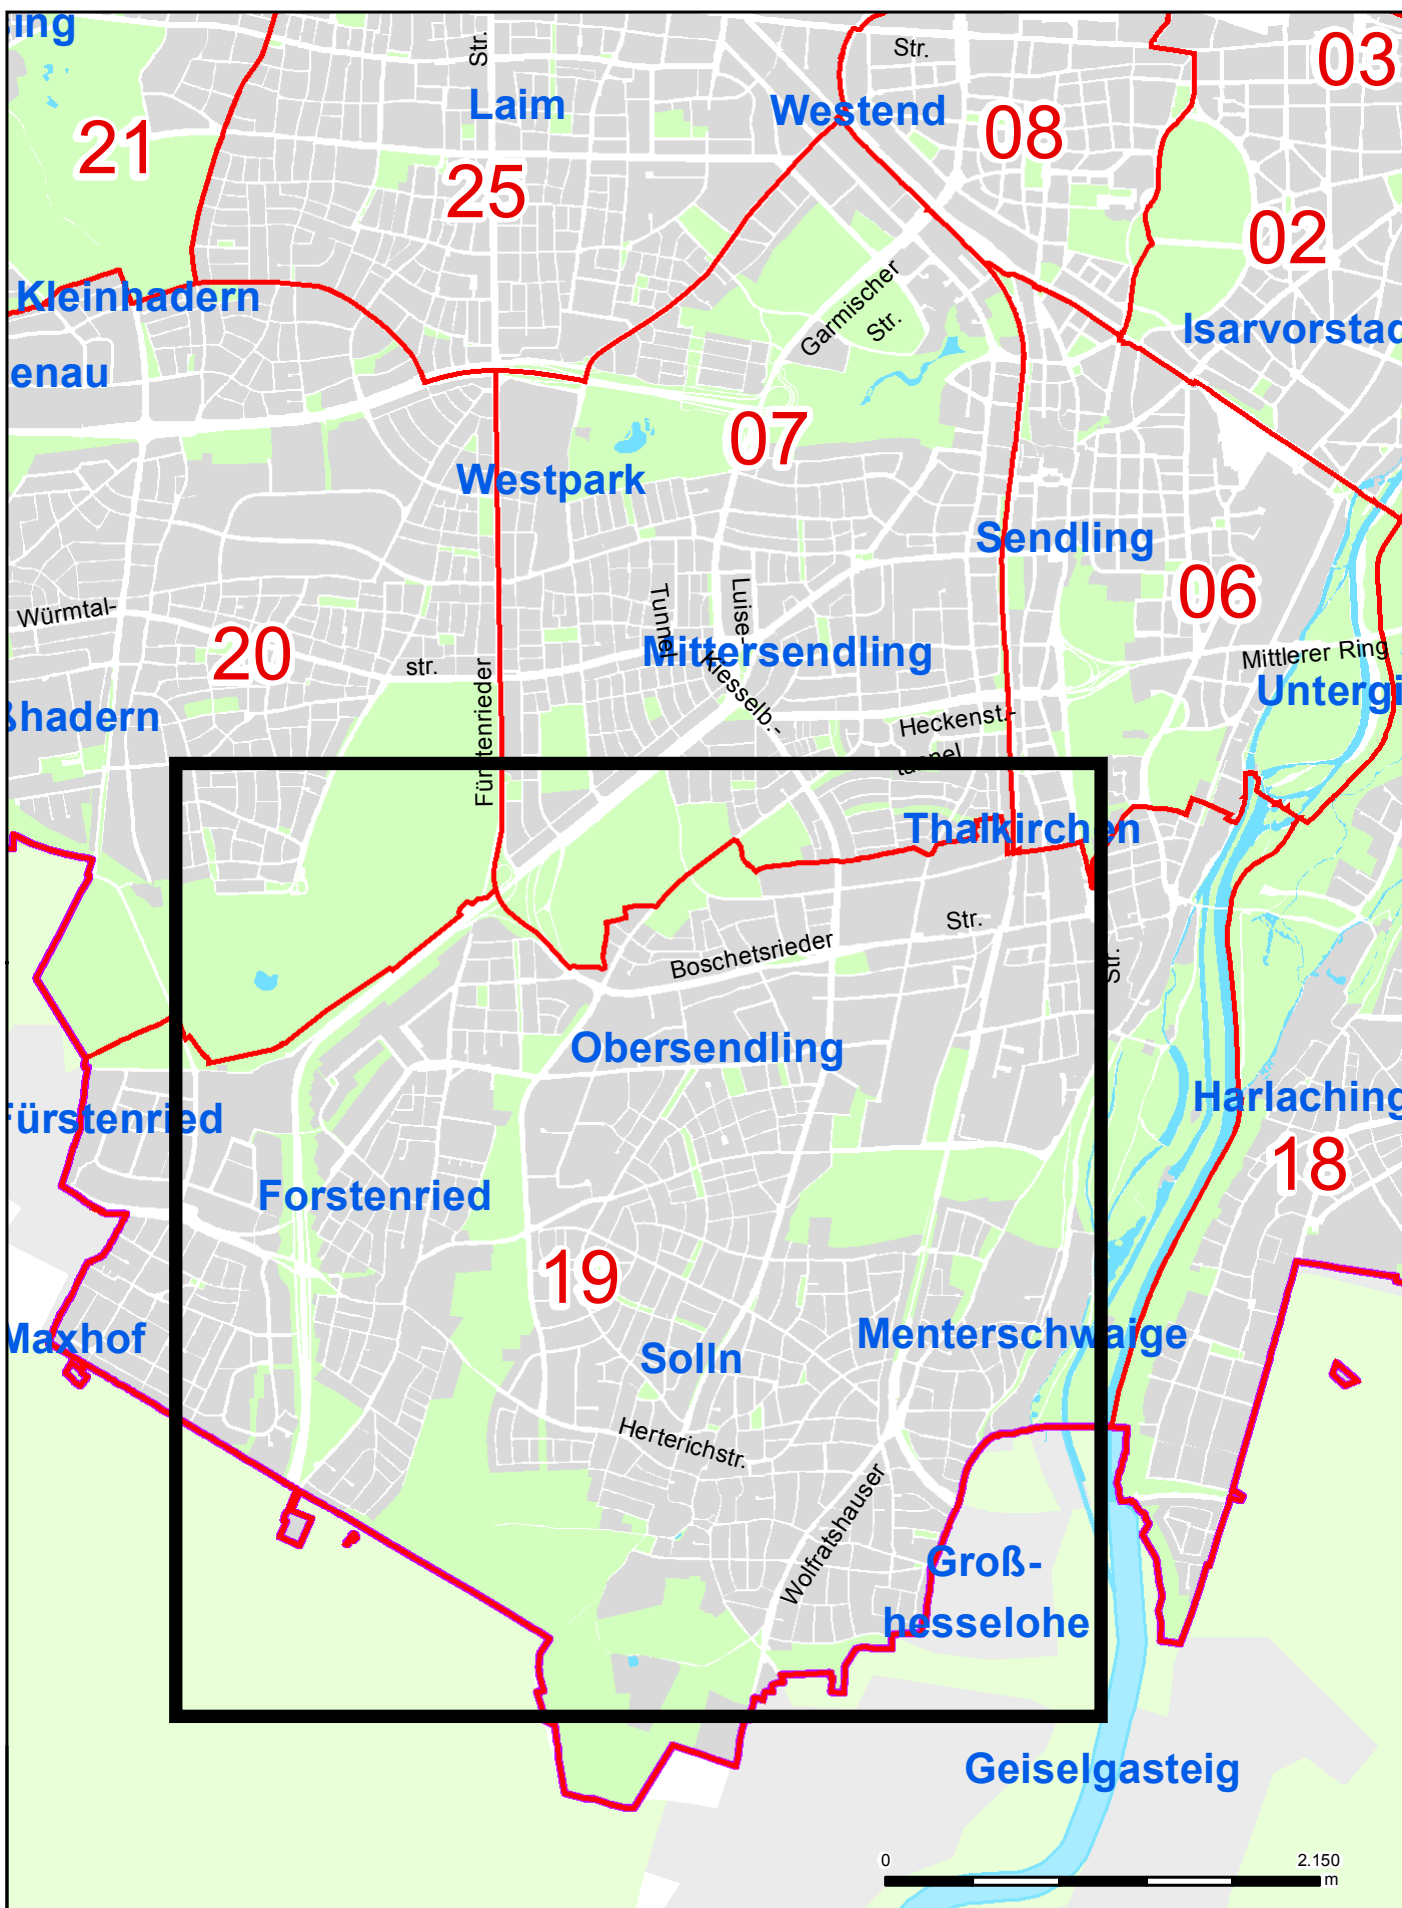 ing
Str.
Laim
Westend
Str.
03
21
25
08
02
Kleinhadern
Garmischer
Str.
Isarvorstad
enau
07
Westpark
Sendling
06
Würmtal-
Tunnel
Luise-
20
str.
Mittersendling
Kiesselb.-
Mittlerer Ring
Untergi
ßhadern
Fürstenrieder
Heckenst.-
tunnel
Thalkirchen
Boschetsrieder
Str.
Str.
Obersendling
Harlaching
Fürstenried
18
Forstenried
19
Maxhof
Solln
Menterschwaige
Herterichstr.
Wolfratshauser
Groß-
hesselohe
Geiselgasteig
0
2.150
m